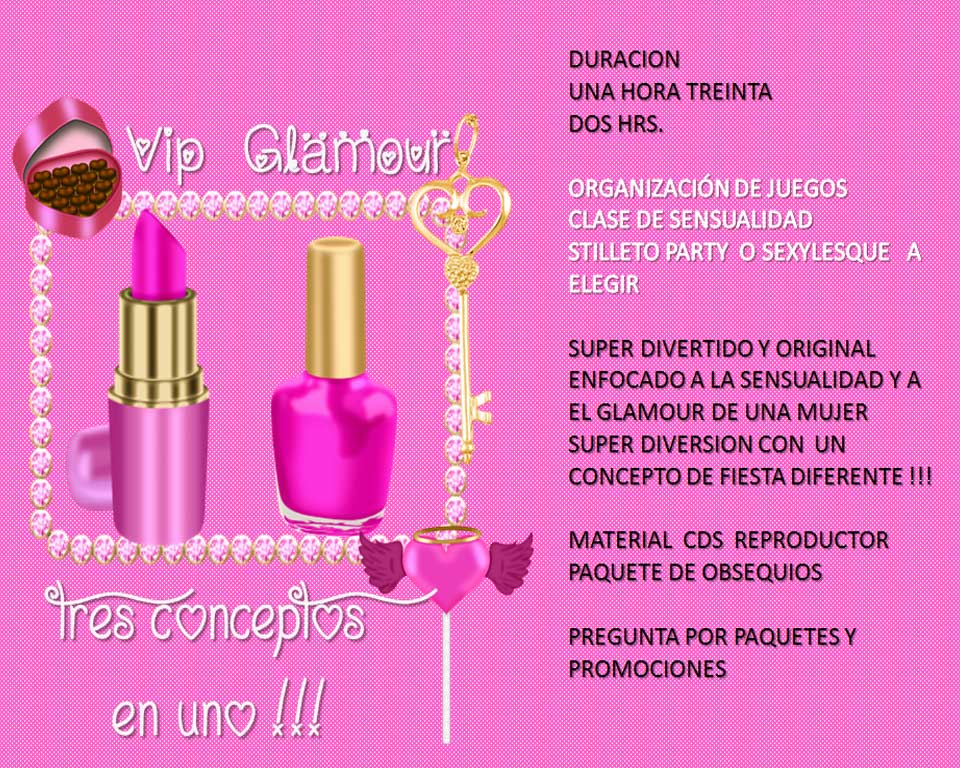 Vip Glamour
tres conceptos
en uno !!!
DURACION
UNA HORA TREINTA
DOS HRS.
ORGANIZACIÓN DE JUEGOS
CLASE DE SENSUALIDAD
STILLETO PARTY O SEXYLESQUE A
ELEGIR
SUPER DIVERTIDO Y ORIGINAL
ENFOCADO A LA SENSUALIDAD Y A
EL GLAMOUR DE UNA MUJER
SUPER DIVERSION CON UN
CONCEPTO DE FIESTA DIFERENTE !!!
MATERIAL CDS REPRODUCTOR
PAQUETE DE OBSEQUIOS
PREGUNTA POR PAQUETES Y
PROMOCIONES